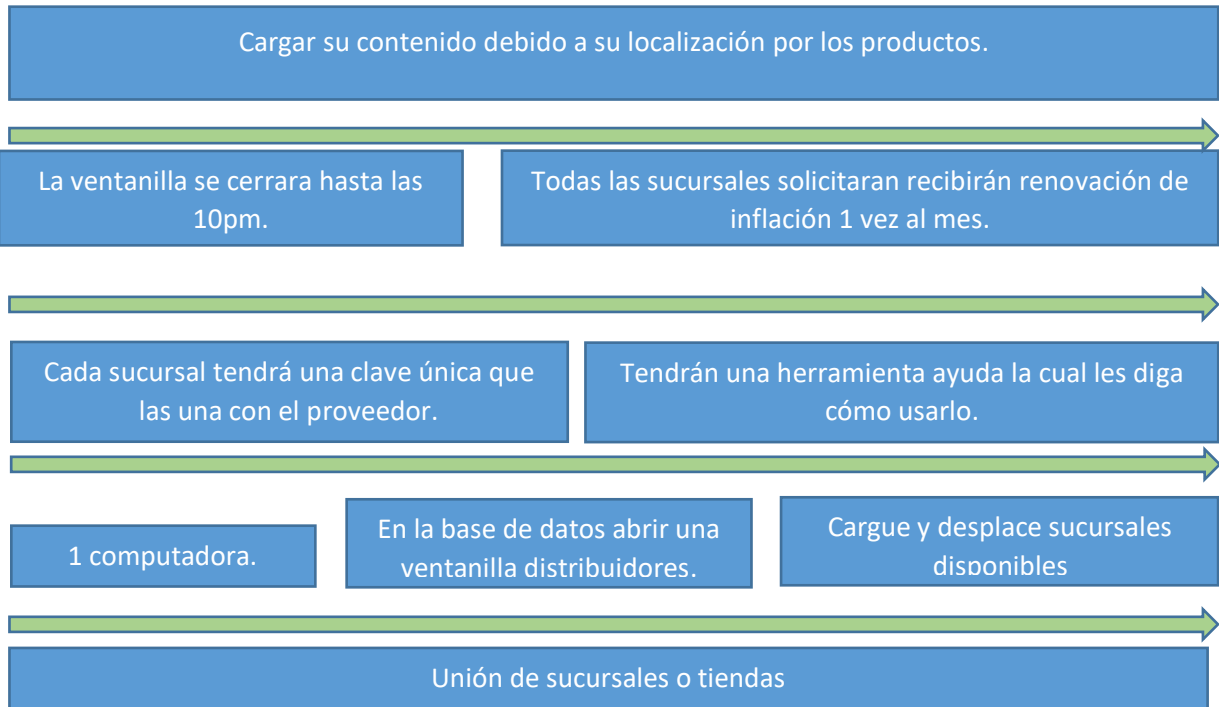 Cargar su contenido debido a su localización por los productos.
La ventanilla se cerrara hasta las
10pm.
Todas las sucursales solicitaran recibirán renovación de
inflación 1 vez al mes.
Cada sucursal tendrá una clave única que
las una con el proveedor.
Tendrán una herramienta ayuda la cual les diga
cómo usarlo.
1 computadora.
En la base de datos abrir una
ventanilla distribuidores.
Cargue y desplace sucursales
disponibles
Unión de sucursales o tiendas